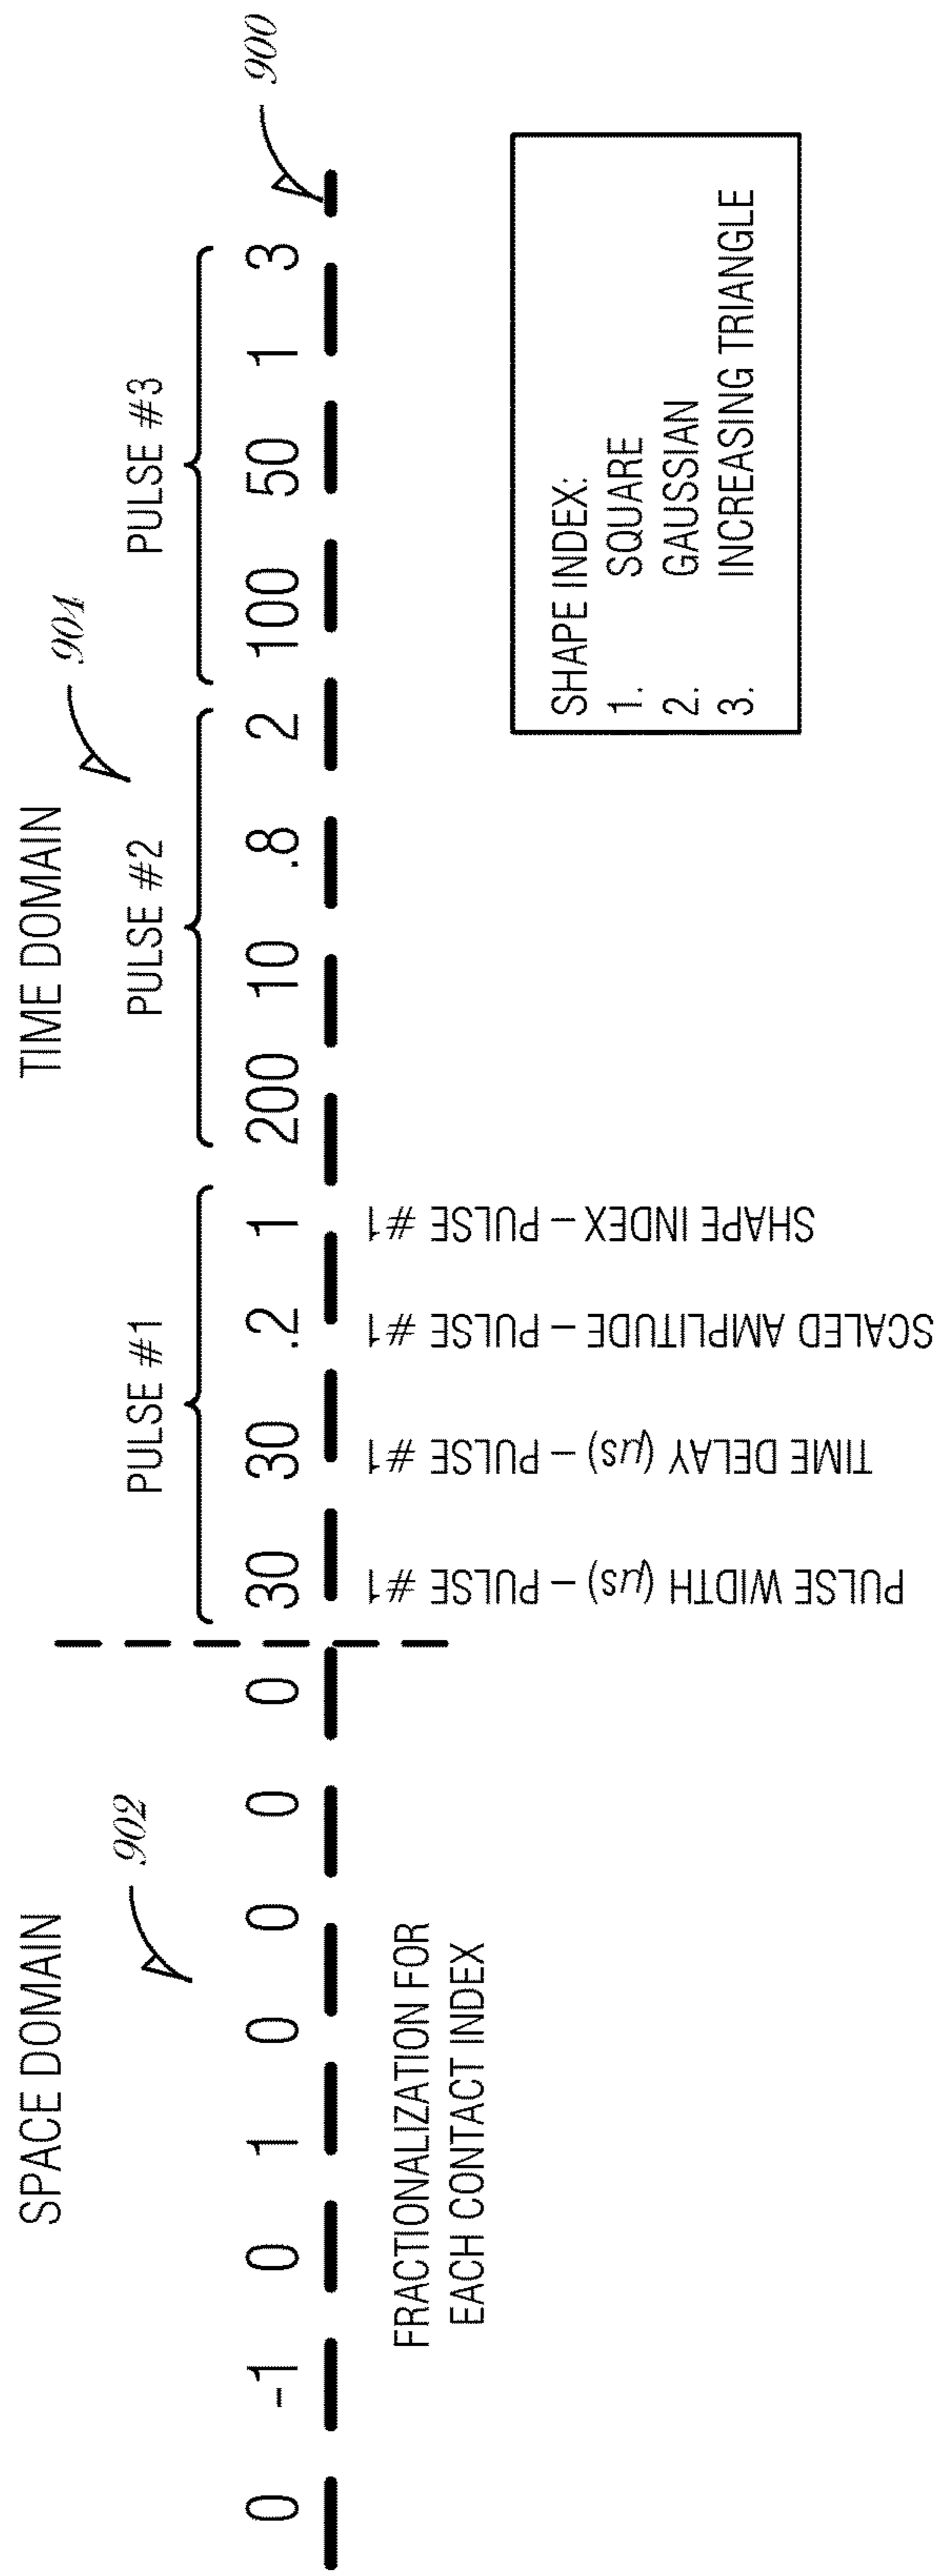 SPACE DOMAIN
TIME DOMAIN
902
904
900
PULSE #1
PULSE #2
PULSE #3
0 -1 0 1 0 0 0 0 30 30 .2 1 200 10 .8 2 100 50 1 3
FRACTIONALIZATION FOR
EACH CONTACT INDEX
PULSE WIDTH (µs) – PULSE #1
TIME DELAY (µs) – PULSE #1
SCALED AMPLITUDE – PULSE #1
SHAPE INDEX – PULSE #1
SHAPE INDEX:
1. SQUARE
2. GAUSSIAN
3. INCREASING TRIANGLE